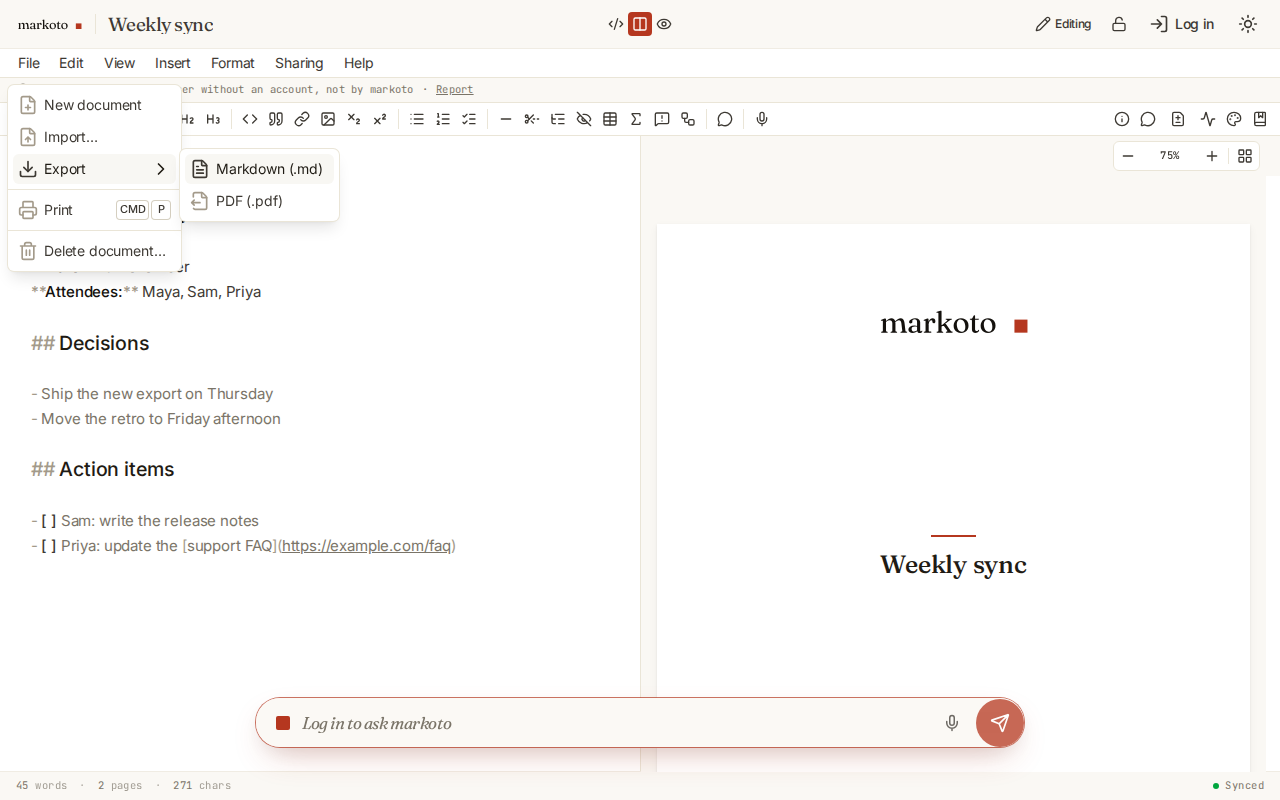 markoto
Weekly sync
Editing
Log in
File Edit View Insert Format Sharing Help
without an account, not by markoto · Report
New document
Import...
Export
Print CMD P
Delete document...
Markdown (.md)
PDF (.pdf)
H₂ H₃
75%
**Attendees:** Maya, Sam, Priya
## Decisions
- Ship the new export on Thursday
- Move the retro to Friday afternoon
## Action items
- [ ] Sam: write the release notes
- [ ] Priya: update the [support FAQ](https://example.com/faq)
markoto
Weekly sync
Log in to ask markoto
45 words · 2 pages · 271 chars
Synced